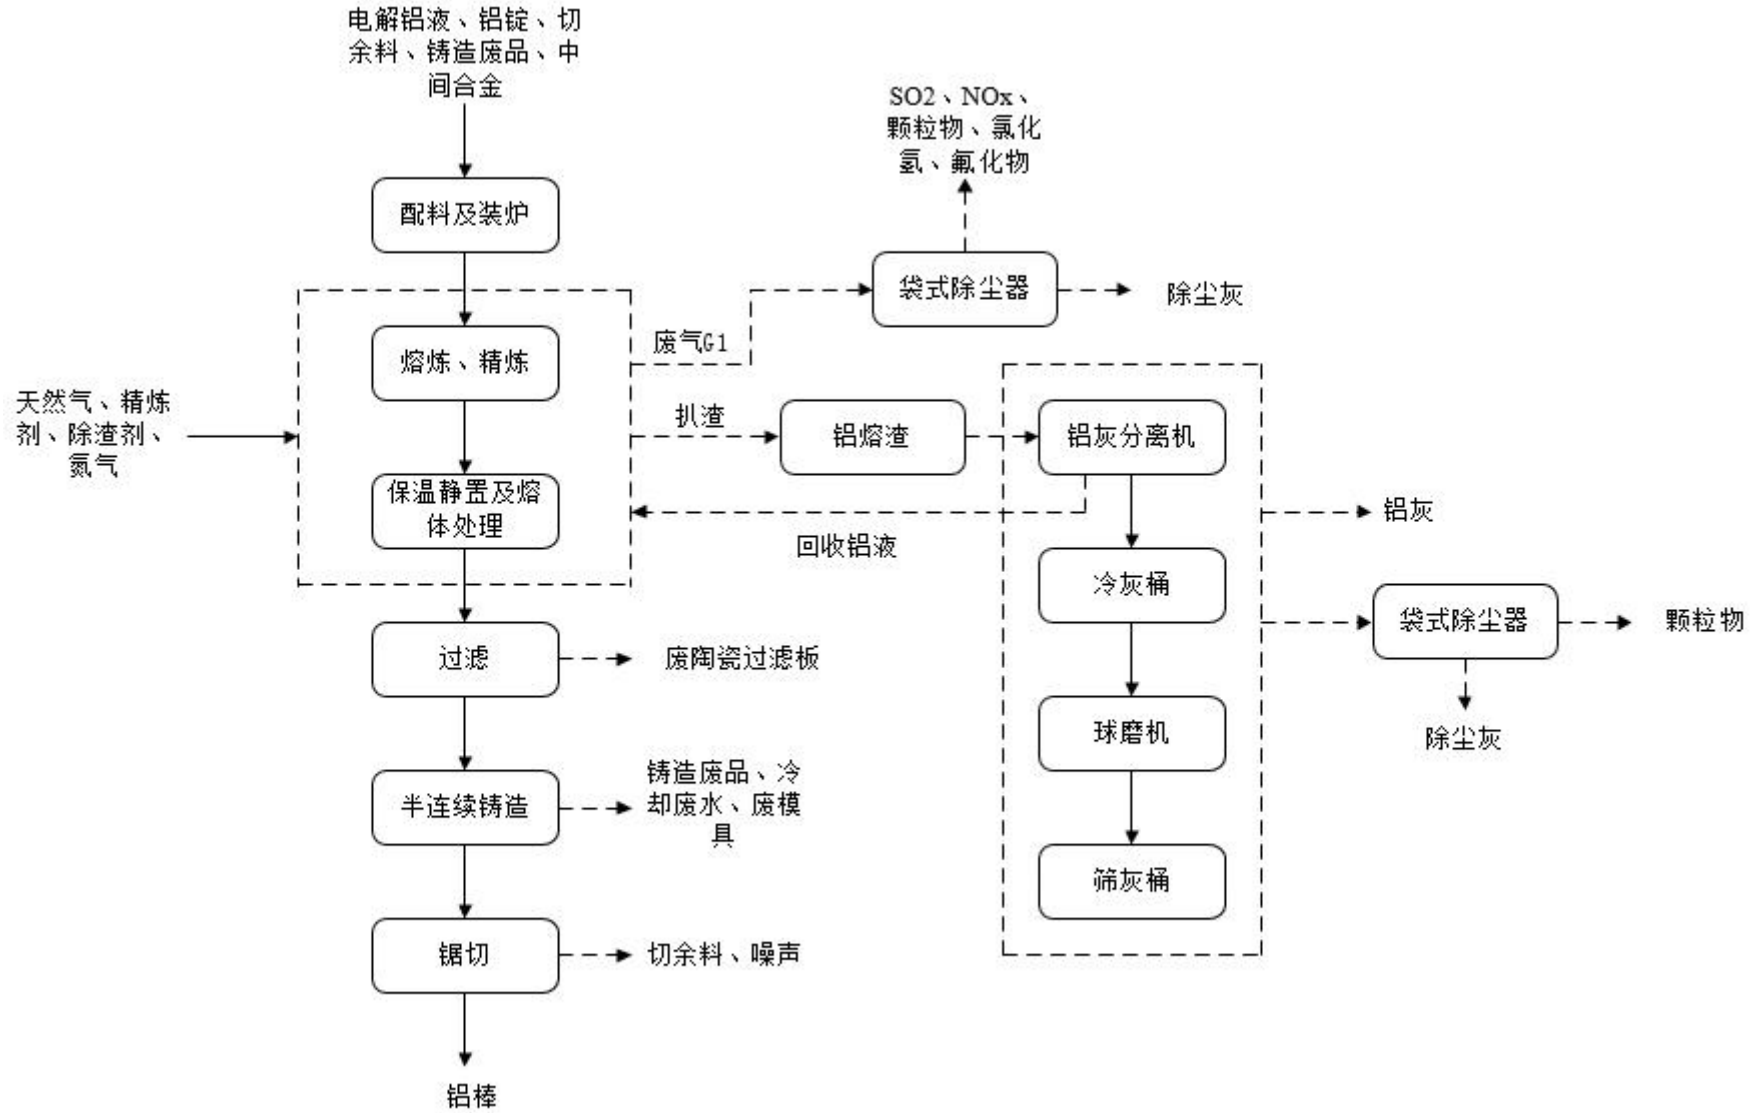 电解铝液、铝锭、切
余料、铸造废品、中
间合金
SO2、NOx、
颗粒物、氯化
氢、氟化物
配料及装炉
袋式除尘器
除尘灰
废气G1
熔炼、精炼
天然气、精炼
剂、除渣剂、
氮气
扒渣
铝熔渣
铝灰分离机
保温静置及熔
体处理
铝灰
回收铝液
冷灰桶
袋式除尘器
颗粒物
过滤
废陶瓷过滤板
球磨机
除尘灰
半连续铸造
铸造废品、冷
却废水、废模
具
筛灰桶
锯切
切余料、噪声
铝棒